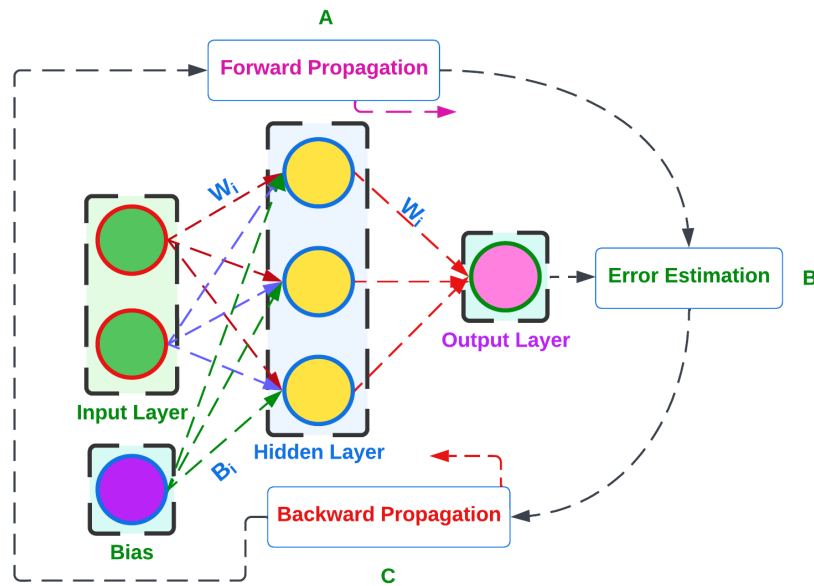 A
Forward Propagation
Wi
Wi
Error Estimation
B
Output Layer
Input Layer
Hidden Layer
Bi
Backward Propagation
Bias
C